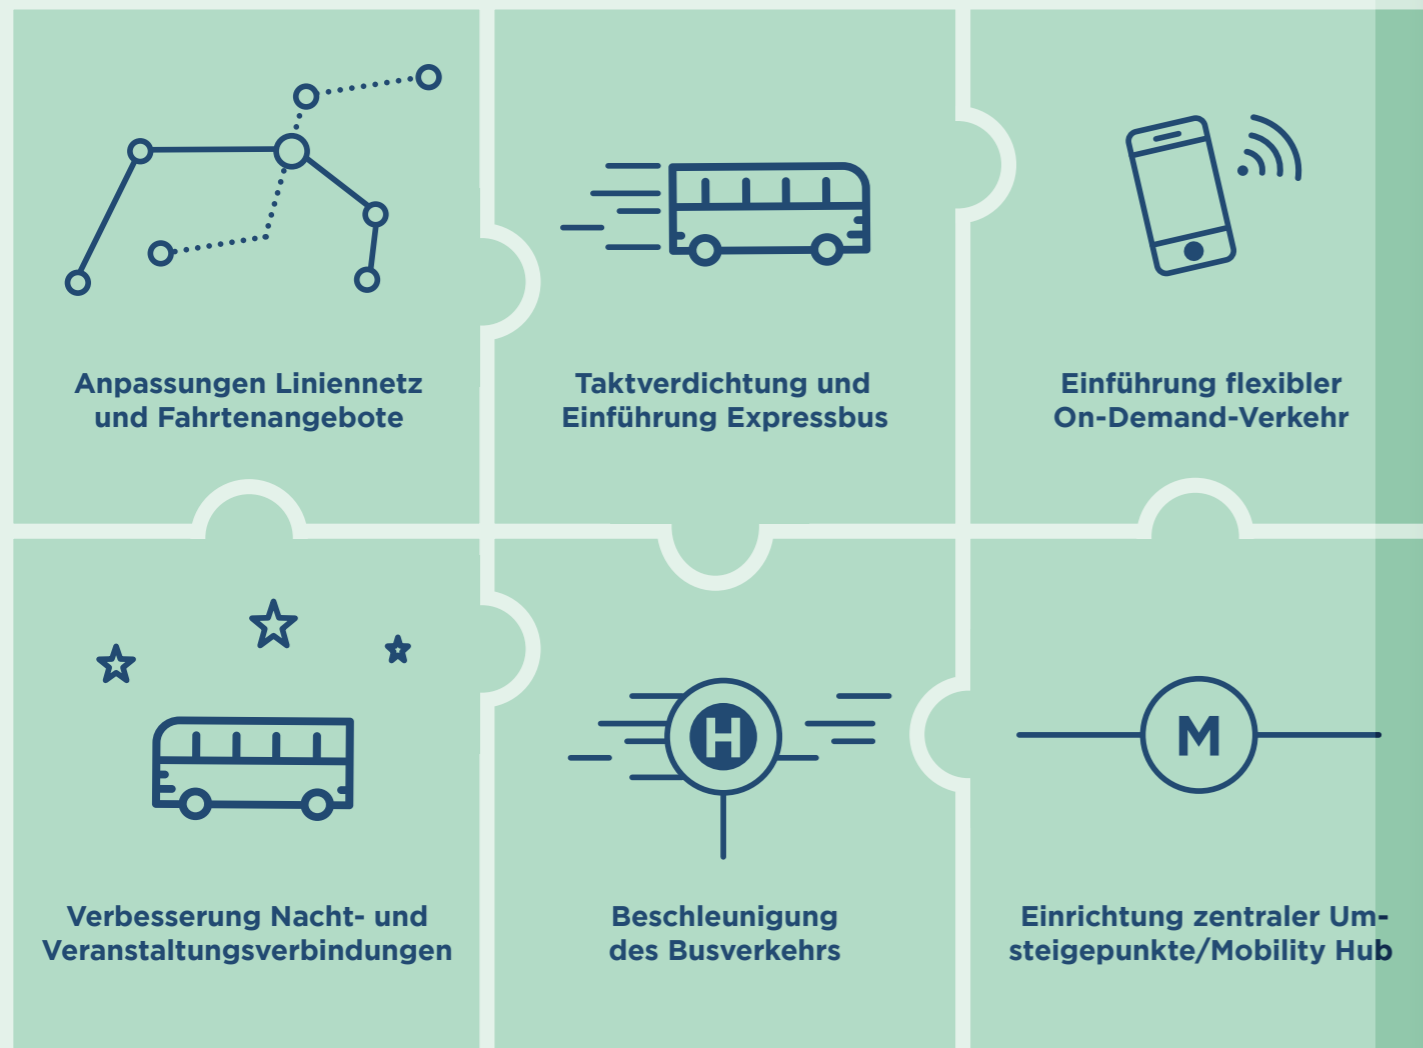 Anpassungen Liniennetz
und Fahrtenangebote
Taktverdichtung und
Einführung Expressbus
Einführung flexibler
On-Demand-Verkehr
H
M
Verbesserung Nacht- und
Veranstaltungsverbindungen
Beschleunigung
des Busverkehrs
Einrichtung zentraler Um-
steigepunkte/Mobility Hub